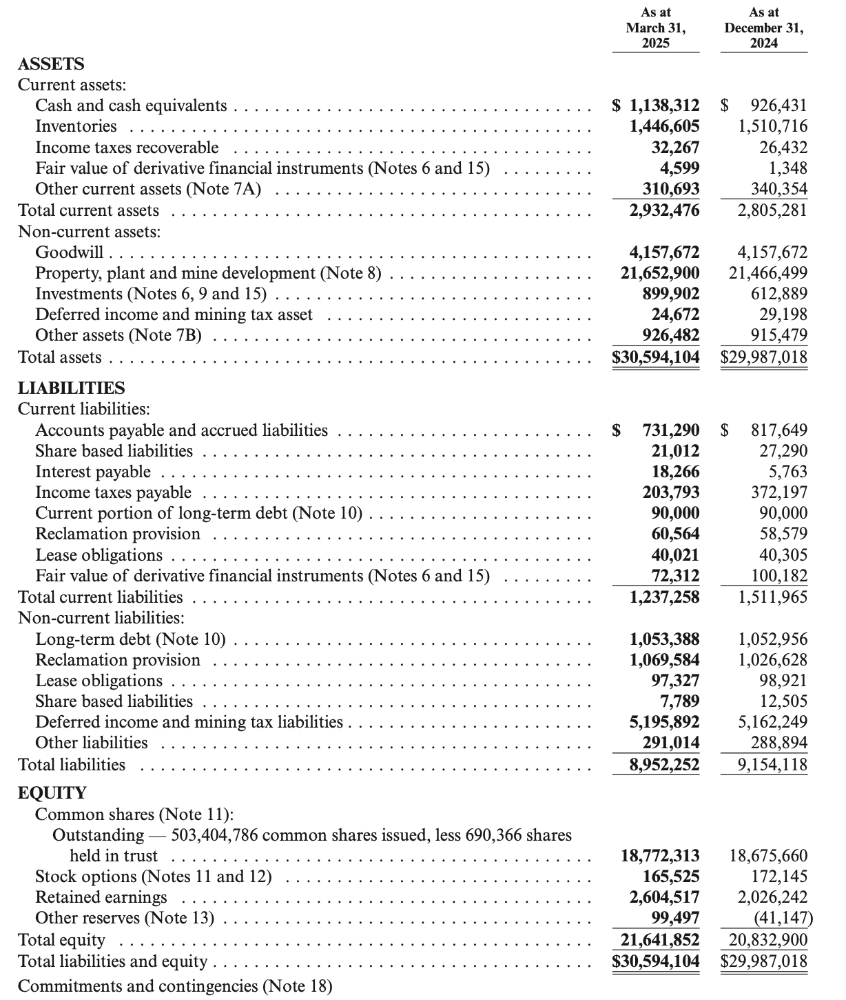 As at March 31, 2025	As at December 31, 2024
ASSETS
Current assets:
Cash and cash equivalents . . . . . . . . . . $ 1,138,312 $ 926,431
Inventories . . . . . . . . . . 1,446,605 1,510,716
Income taxes recoverable . . . . . . . . . . 32,267 26,432
Fair value of derivative financial instruments (Notes 6 and 15) . . . . . . . . . 4,599 1,348
Other current assets (Note 7A) . . . . . . . . . . 310,693 340,354
Total current assets . . . . . . . . . . 2,932,476 2,805,281
Non-current assets:
Goodwill . . . . . . . . . . 4,157,672 4,157,672
Property, plant and mine development (Note 8) . . . . . . . . . . 21,652,900 21,466,499
Investments (Notes 6, 9 and 15) . . . . . . . . . . 899,902 612,889
Deferred income and mining tax asset . . . . . . . . . . 24,672 29,198
Other assets (Note 7B) . . . . . . . . . . 926,482 915,479
Total assets . . . . . . . . . . $30,594,104 $29,987,018
LIABILITIES
Current liabilities:
Accounts payable and accrued liabilities . . . . . . . . . . $ 731,290 $ 817,649
Share based liabilities . . . . . . . . . . 21,012 27,290
Interest payable . . . . . . . . . . 18,266 5,763
Income taxes payable . . . . . . . . . . 203,793 372,197
Current portion of long-term debt (Note 10) . . . . . . . . . . 90,000 90,000
Reclamation provision . . . . . . . . . . 60,564 58,579
Lease obligations . . . . . . . . . . 40,021 40,305
Fair value of derivative financial instruments (Notes 6 and 15) . . . . . . . . . 72,312 100,182
Total current liabilities . . . . . . . . . . 1,237,258 1,511,965
Non-current liabilities:
Long-term debt (Note 10) . . . . . . . . . . 1,053,388 1,052,956
Reclamation provision . . . . . . . . . . 1,069,584 1,026,628
Lease obligations . . . . . . . . . . 97,327 98,921
Share based liabilities . . . . . . . . . . 7,789 12,505
Deferred income and mining tax liabilities . . . . . . . . . . 5,195,892 5,162,249
Other liabilities . . . . . . . . . . 291,014 288,894
Total liabilities . . . . . . . . . . 8,952,252 9,154,118
EQUITY
Common shares (Note 11):
Outstanding — 503,404,786 common shares issued, less 690,366 shares
held in trust . . . . . . . . . . 18,772,313 18,675,660
Stock options (Notes 11 and 12) . . . . . . . . . . 165,525 172,145
Retained earnings . . . . . . . . . . 2,604,517 2,026,242
Other reserves (Note 13) . . . . . . . . . . 99,497 (41,147)
Total equity . . . . . . . . . . 21,641,852 20,832,900
Total liabilities and equity . . . . . . . . . . $30,594,104 $29,987,018
Commitments and contingencies (Note 18)